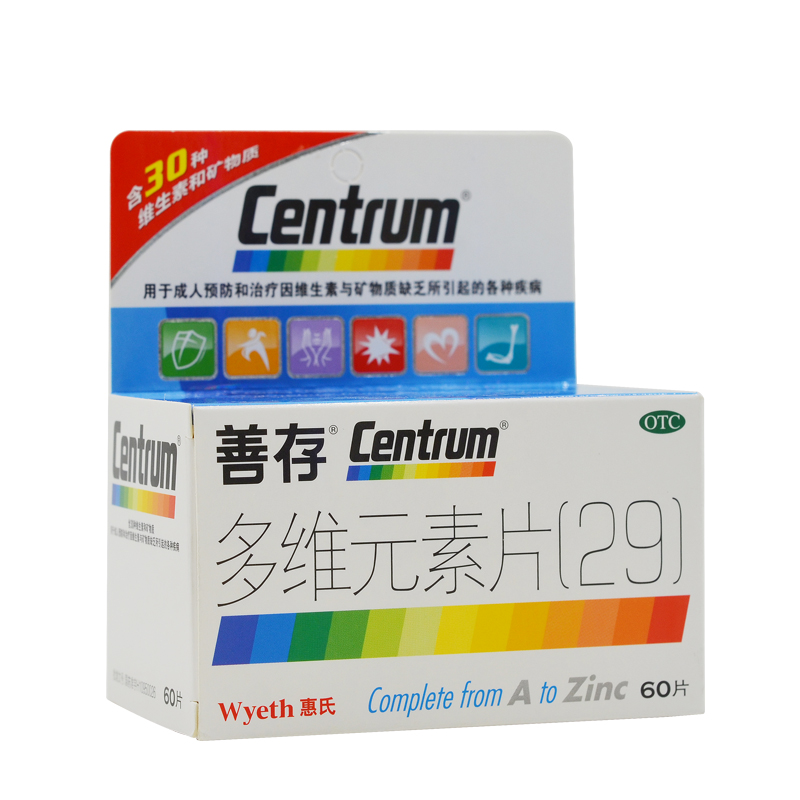 含30种
维生素和矿物质
Centrum®
用于成人预防和治疗因维生素与矿物质缺乏所引起的各种疾病
善存® Centrum®
OTC
多维元素片(29)
Wyeth 惠氏
Complete from A to Zinc 60片
Centrum®
60片